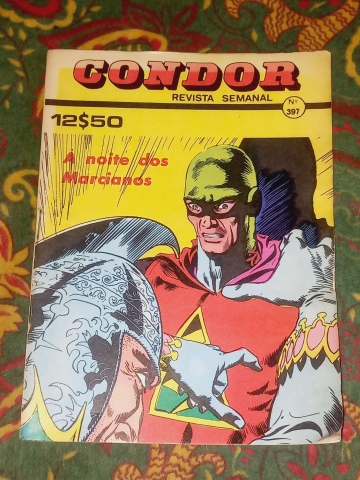 CONDOR
REVISTA SEMANAL
Nº
397
12$50
A noite dos
Marcianos